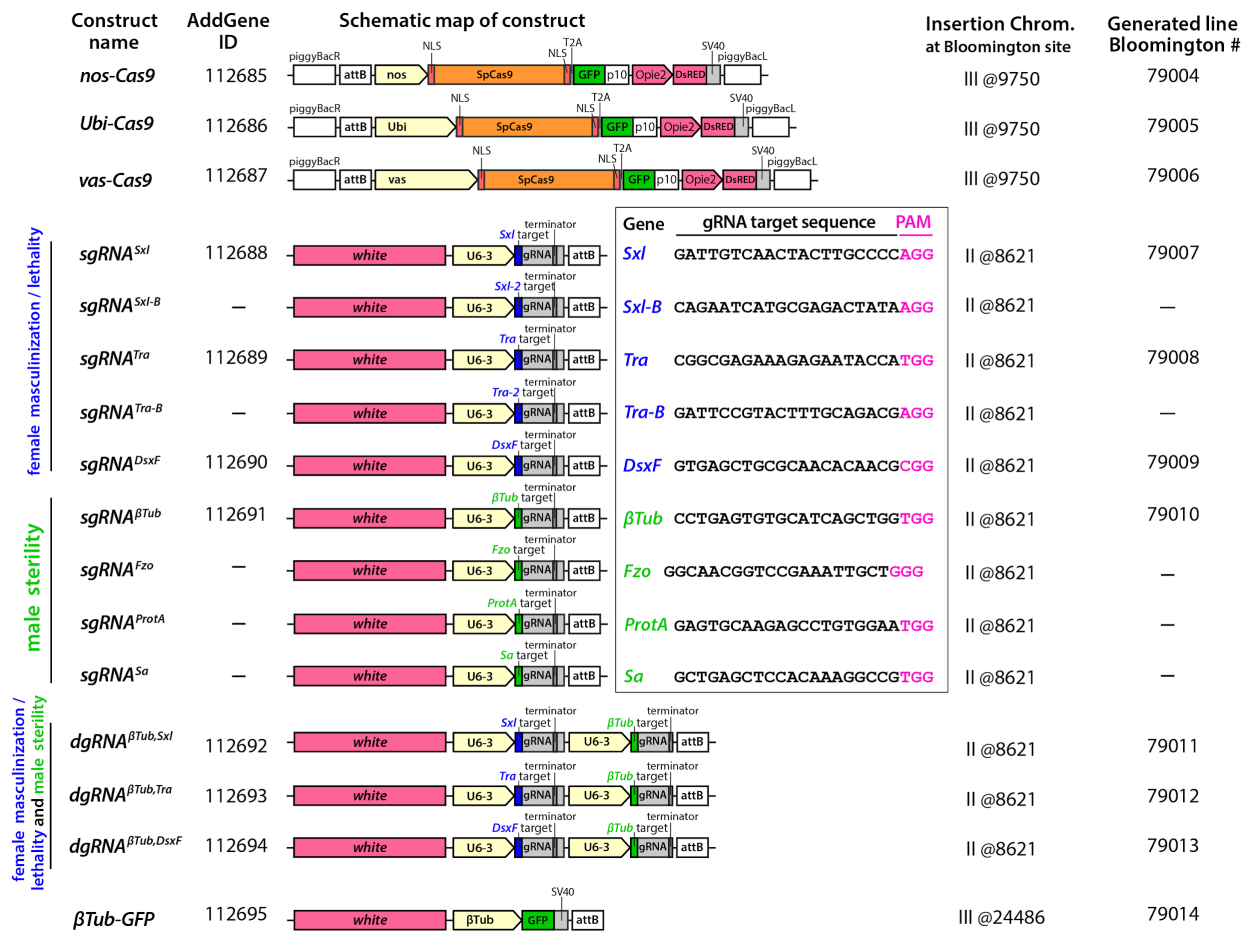 Construct name
AddGene ID
Schematic map of construct
Insertion Chrom. at Bloomington site
Generated line Bloomington #
piggyBacR NLS NLS T2A SV40 piggyBacL
nos-Cas9 112685 attB nos SpCas9 GFP p10 Opie2 DsRED III @9750 79004
piggyBacR NLS NLS T2A SV40 piggyBacL
Ubi-Cas9 112686 attB Ubi SpCas9 GFP p10 Opie2 DsRED III @9750 79005
piggyBacR NLS NLS T2A SV40 piggyBacL
vas-Cas9 112687 attB vas SpCas9 GFP p10 Opie2 DsRED III @9750 79006
Gene gRNA target sequence PAM
female masculinization / lethality
terminator
Sxl target
sgRNASxl 112688 white U6-3 gRNA attB Sxl GATTGTCAACTACTTGCCCCAGG II @8621 79007
terminator
Sxl-2 target
sgRNASxl-B – white U6-3 gRNA attB Sxl-B CAGAATCATGCGAGACTATAAGG II @8621 —
terminator
Tra target
sgRNATra 112689 white U6-3 gRNA attB Tra CGGCGAGAAAGAGAATACCATGG II @8621 79008
terminator
Tra-2 target
sgRNATra-B – white U6-3 gRNA attB Tra-B GATTCCGTACTTTGCAGACGAGG II @8621 —
terminator
DsxF target
sgRNADsxF 112690 white U6-3 gRNA attB DsxF GTGAGCTGCGCAACACAACGCGG II @8621 79009
male sterility
terminator
βTub target
sgRNAβTub 112691 white U6-3 gRNA attB βTub CCTGAGTGTGCATCAGCTGGTGG II @8621 79010
terminator
Fzo target
sgRNAFzo – white U6-3 gRNA attB Fzo GGCAACGGTCCGAAATTGCTGGG II @8621 —
terminator
ProtA target
sgRNAProtA – white U6-3 gRNA attB ProtA GAGTGCAAGAGCCTGTGGAATGG II @8621 —
terminator
Sa target
sgRNASa – white U6-3 gRNA attB Sa GCTGAGCTCCACAAAGGCCGTGG II @8621 —
female masculinization /
lethality and male sterility
terminator terminator
Sxl target βTub target
dgRNAβTub,Sxl 112692 white U6-3 gRNA U6-3 gRNA attB II @8621 79011
terminator terminator
Tra target βTub target
dgRNAβTub,Tra 112693 white U6-3 gRNA U6-3 gRNA attB II @8621 79012
terminator terminator
DsxF target βTub target
dgRNAβTub,DsxF 112694 white U6-3 gRNA U6-3 gRNA attB II @8621 79013
SV40
βTub-GFP 112695 white βTub GFP attB III @24486 79014